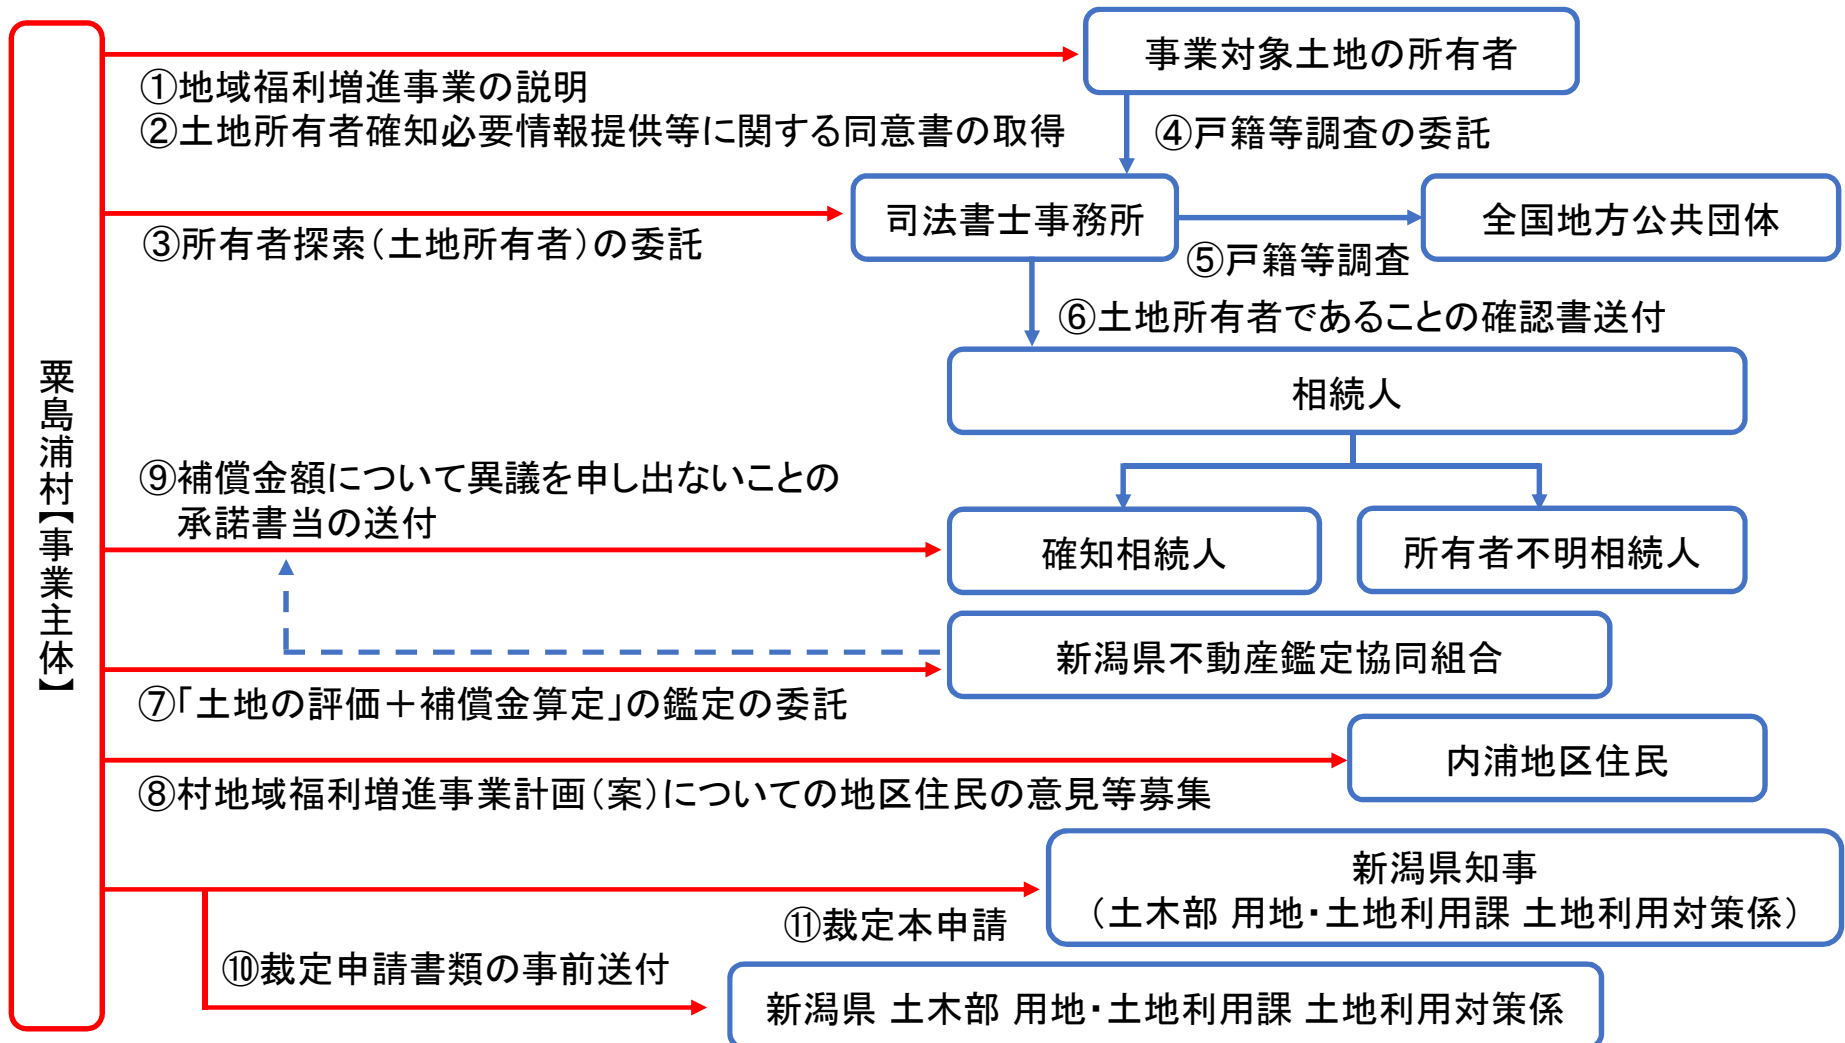 粟島浦村【事業主体】
事業対象土地の所有者
①地域福利増進事業の説明
②土地所有者確知必要情報提供等に関する同意書の取得
④戸籍等調査の委託
司法書士事務所
全国地方公共団体
③所有者探索（土地所有者）の委託
⑤戸籍等調査
⑥土地所有者であることの確認書送付
相続人
⑨補償金額について異議を申し出ないことの
承諾書当の送付
確知相続人
所有者不明相続人
新潟県不動産鑑定協同組合
⑦「土地の評価＋補償金算定」の鑑定の委託
内浦地区住民
⑧村地域福利増進事業計画（案）についての地区住民の意見等募集
新潟県知事
（土木部 用地・土地利用課 土地利用対策係）
⑪裁定本申請
⑩裁定申請書類の事前送付
新潟県 土木部 用地・土地利用課 土地利用対策係